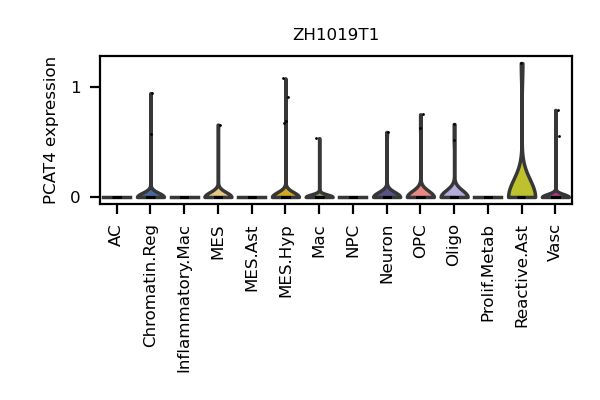 ZH1019T1
PCAT4 expression
1
0
AC
Chromatin.Reg
Inflammatory.Mac
MES
MES.Ast
MES.Hyp
Mac
NPC
Neuron
OPC
Oligo
Prolif.Metab
Reactive.Ast
Vasc